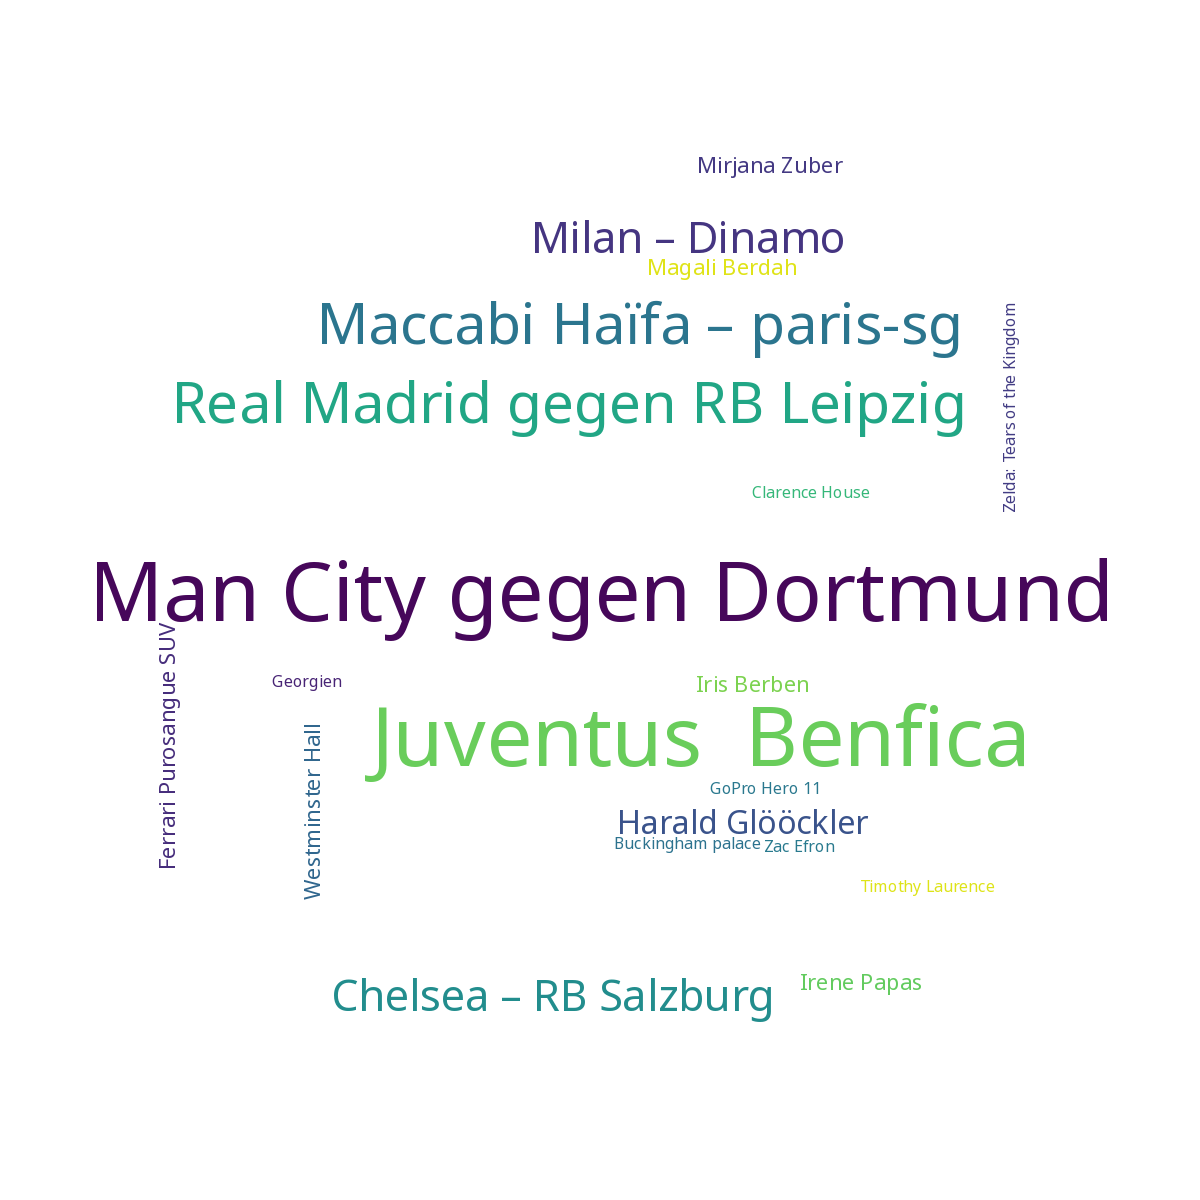 Mirjana Zuber
Milan – Dinamo
Magali Berdah
Maccabi Haïfa – paris-sg
Zelda: Tears of the Kingdom
Real Madrid gegen RB Leipzig
Clarence House
Man City gegen Dortmund
Ferrari Purosangue SUV
Georgien
Iris Berben
Juventus  Benfica
Westminster Hall
GoPro Hero 11
Harald Glööckler
Buckingham palace
Zac Efron
Timothy Laurence
Irene Papas
Chelsea – RB Salzburg